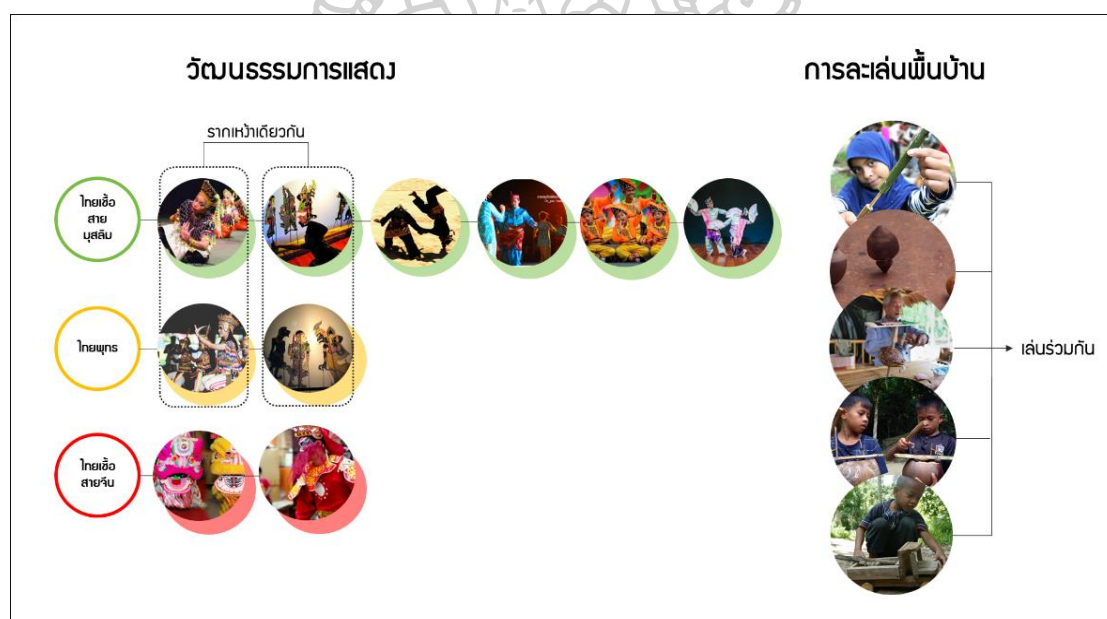 วัฒนธรรมการแสดง
การละเล่นพื้นบ้าน
รากเหง้าเดียวกัน
ไทยเชื้อ
สาย
มุสลิม
ไทยพุทธ
เล่นร่วมกัน
ไทยเชื้อ
สายจีน